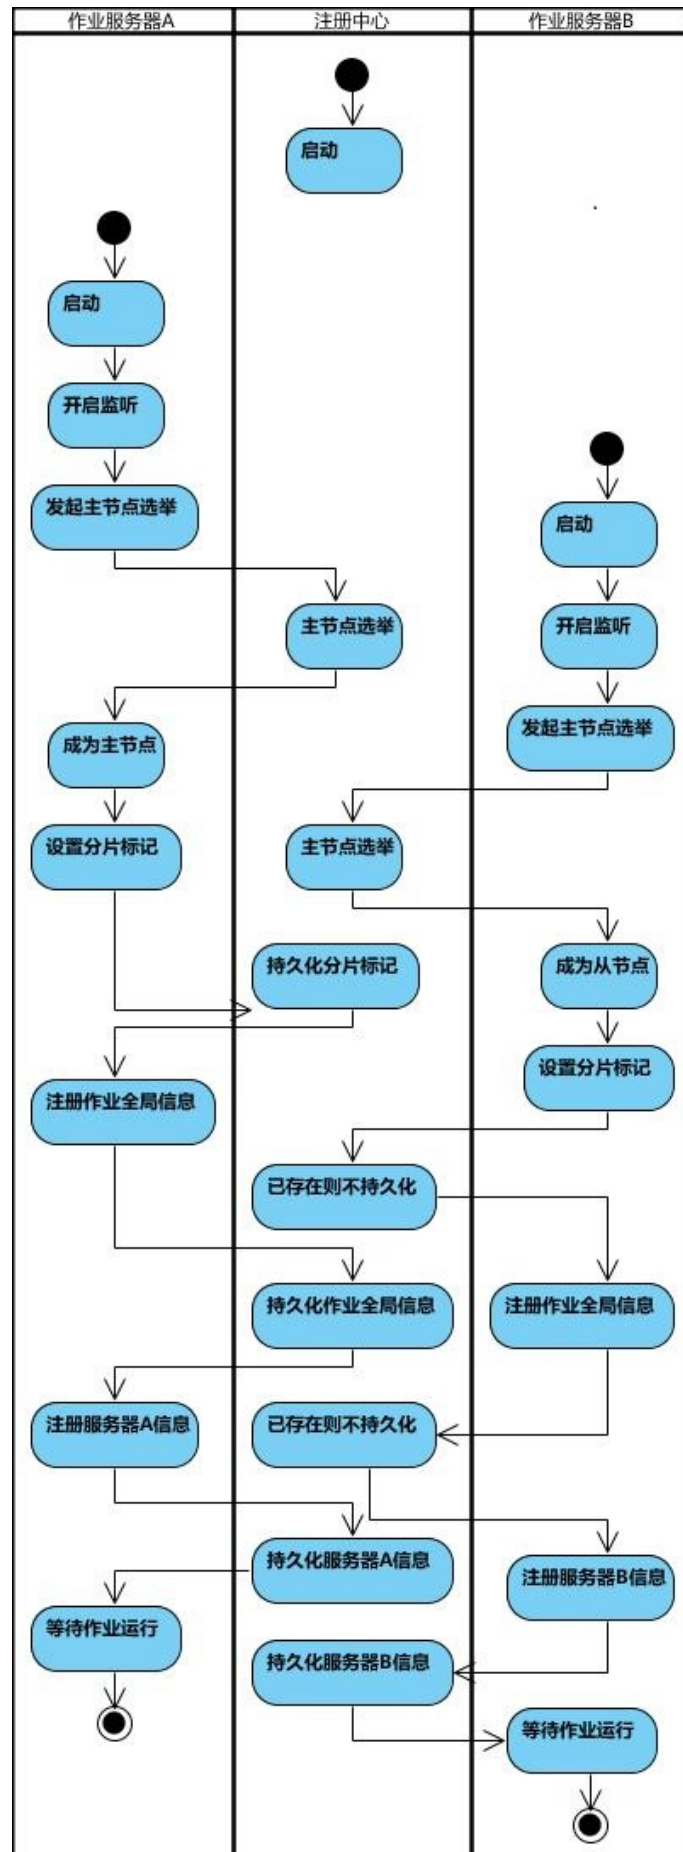 作业服务器A
注册中心
作业服务器B
启动
启动
开启监听
发起主节点选举
启动
主节点选举
开启监听
成为主节点
发起主节点选举
设置分片标记
主节点选举
持久化分片标记
成为从节点
注册作业全局信息
设置分片标记
已存在则不持久化
持久化作业全局信息
注册作业全局信息
注册服务器A信息
已存在则不持久化
持久化服务器A信息
注册服务器B信息
等待作业运行
持久化服务器B信息
等待作业运行